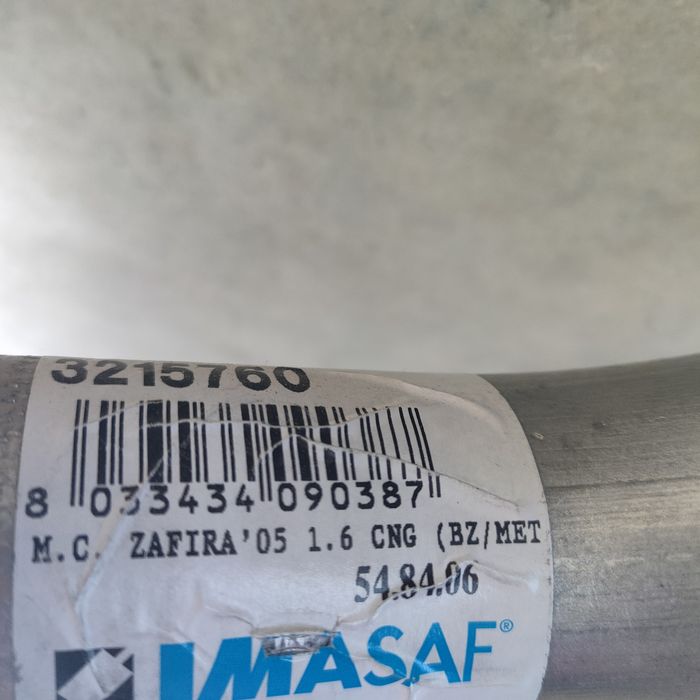 3215760
8 033434 090387
M.C. ZAFIRA'05 1.6 CNG (BZ/MET
54.84.06
IMASAF®